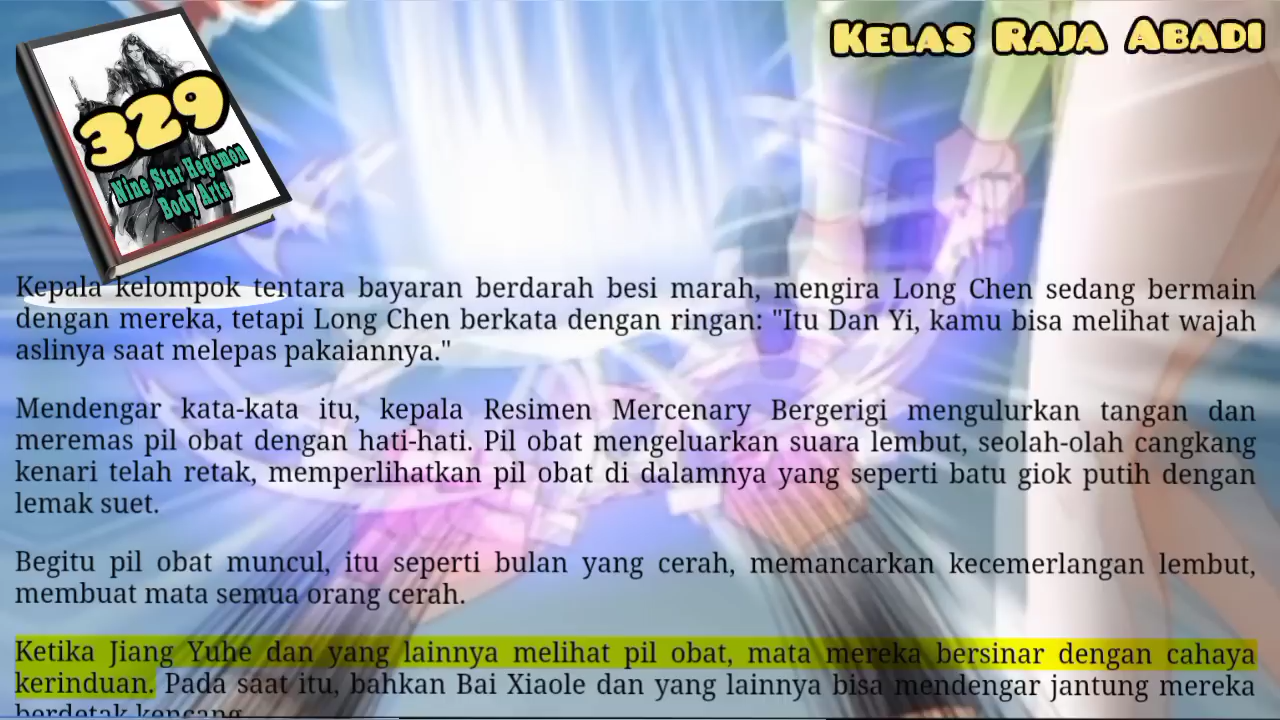 Kelas Raja Abadi
329
Nine Star Hegemon
Body Arts
Kepala kelompok tentara bayaran berdarah besi marah, mengira Long Chen sedang bermain
dengan mereka, tetapi Long Chen berkata dengan ringan: "Itu Dan Yi, kamu bisa melihat wajah
aslinya saat melepas pakaiannya."
Mendengar kata-kata itu, kepala Resimen Mercenary Bergerigi mengulurkan tangan dan
meremas pil obat dengan hati-hati. Pil obat mengeluarkan suara lembut, seolah-olah cangkang
kenari telah retak, memperlihatkan pil obat di dalamnya yang seperti batu giok putih dengan
lemak suet.
Begitu pil obat muncul, itu seperti bulan yang cerah, memancarkan kecemerlangan lembut,
membuat mata semua orang cerah.
Ketika Jiang Yuhe dan yang lainnya melihat pil obat, mata mereka bersinar dengan cahaya
kerinduan. Pada saat itu, bahkan Bai Xiaole dan yang lainnya bisa mendengar jantung mereka
berdetak kencang.